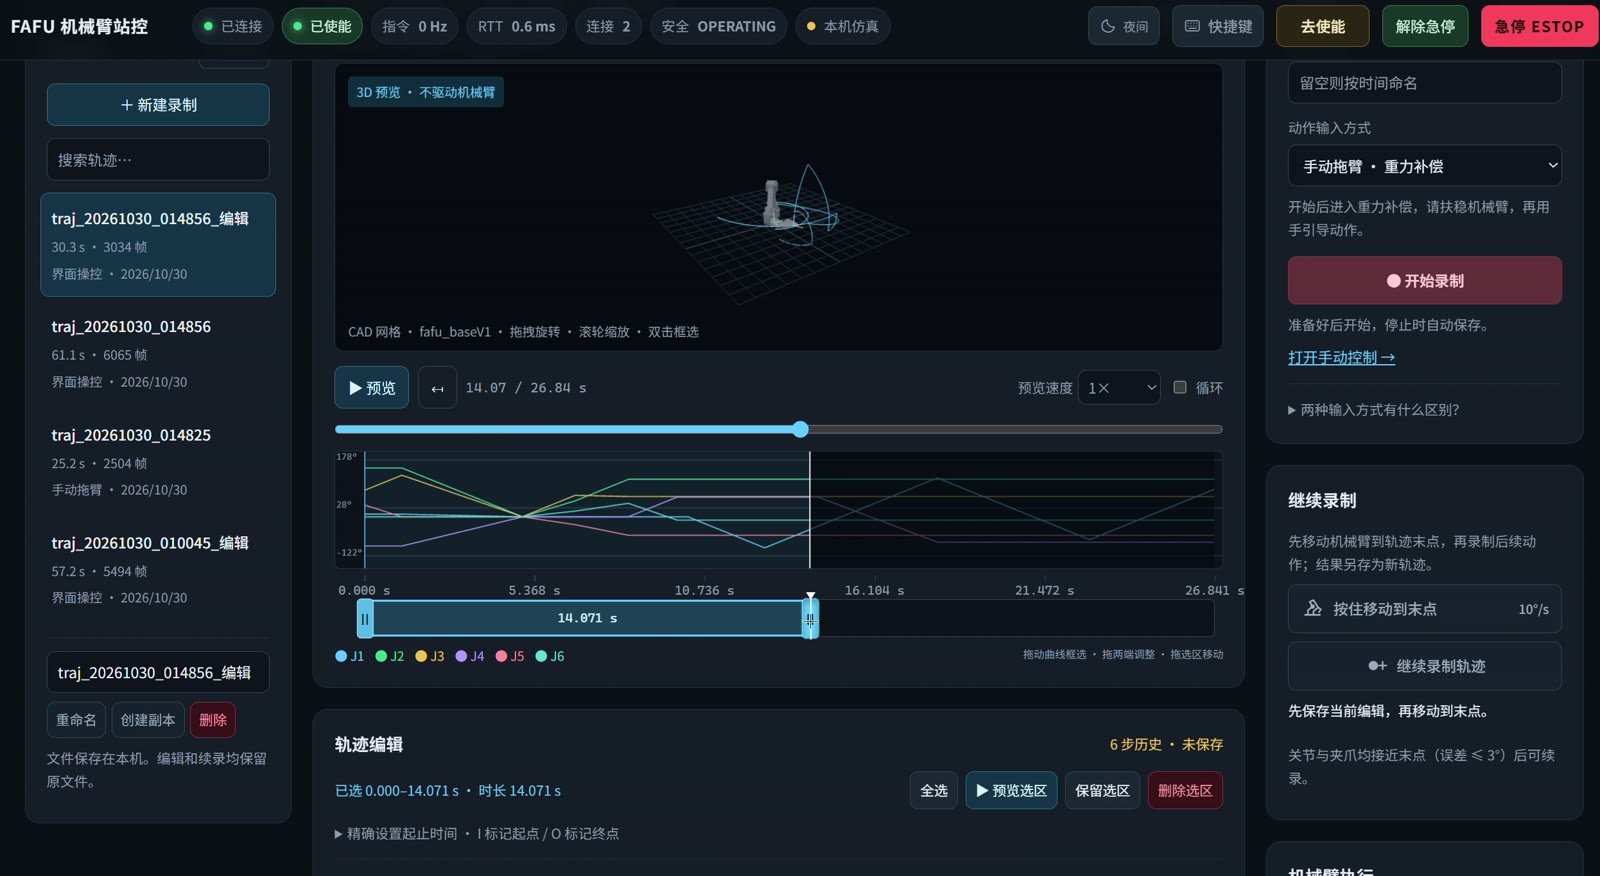 FAFU 机械臂站控
已连接
已使能
指令 0 Hz
RTT 0.6 ms
连接 2
安全 OPERATING
本机仿真
夜间
快捷键
去使能
解除急停
急停 ESTOP
+ 新建录制
搜索轨迹…
traj_20261030_014856_编辑
30.3 s · 3034 帧
界面操控 · 2026/10/30
traj_20261030_014856
61.1 s · 6065 帧
界面操控 · 2026/10/30
traj_20261030_014825
25.2 s · 2504 帧
手动拖臂 · 2026/10/30
traj_20261030_010045_编辑
57.2 s · 5494 帧
界面操控 · 2026/10/30
traj_20261030_014856_编辑
重命名
创建副本
删除
文件保存在本机。编辑和续录均保留
原文件。
3D 预览 · 不驱动机械臂
CAD 网格 · fafu_baseV1 · 拖拽旋转 · 滚轮缩放 · 双击框选
▶ 预览
↔
14.07 / 26.84 s
预览速度
1×
循环
178°
28°
-122°
0.000 s
5.368 s
10.736 s
16.104 s
21.472 s
26.841 s
14.071 s
J1
J2
J3
J4
J5
J6
拖动曲线框选 · 拖两端调整 · 拖选区移动
轨迹编辑
6 步历史 · 未保存
已选 0.000–14.071 s · 时长 14.071 s
全选
▶ 预览选区
保留选区
删除选区
▶ 精确设置起止时间 · I 标记起点 / O 标记终点
留空则按时间命名
动作输入方式
手动拖臂 · 重力补偿
开始后进入重力补偿，请扶稳机械臂，再用
手引导动作。
● 开始录制
准备好后开始，停止时自动保存。
打开手动控制 →
▶ 两种输入方式有什么区别?
继续录制
先移动机械臂到轨迹末点，再录制后续动
作；结果另存为新轨迹。
按住移动到末点
10°/s
●+ 继续录制轨迹
先保存当前编辑，再移动到末点。
关节与夹爪均接近末点（误差 ≤ 3°）后可续
录。
机械臂执行